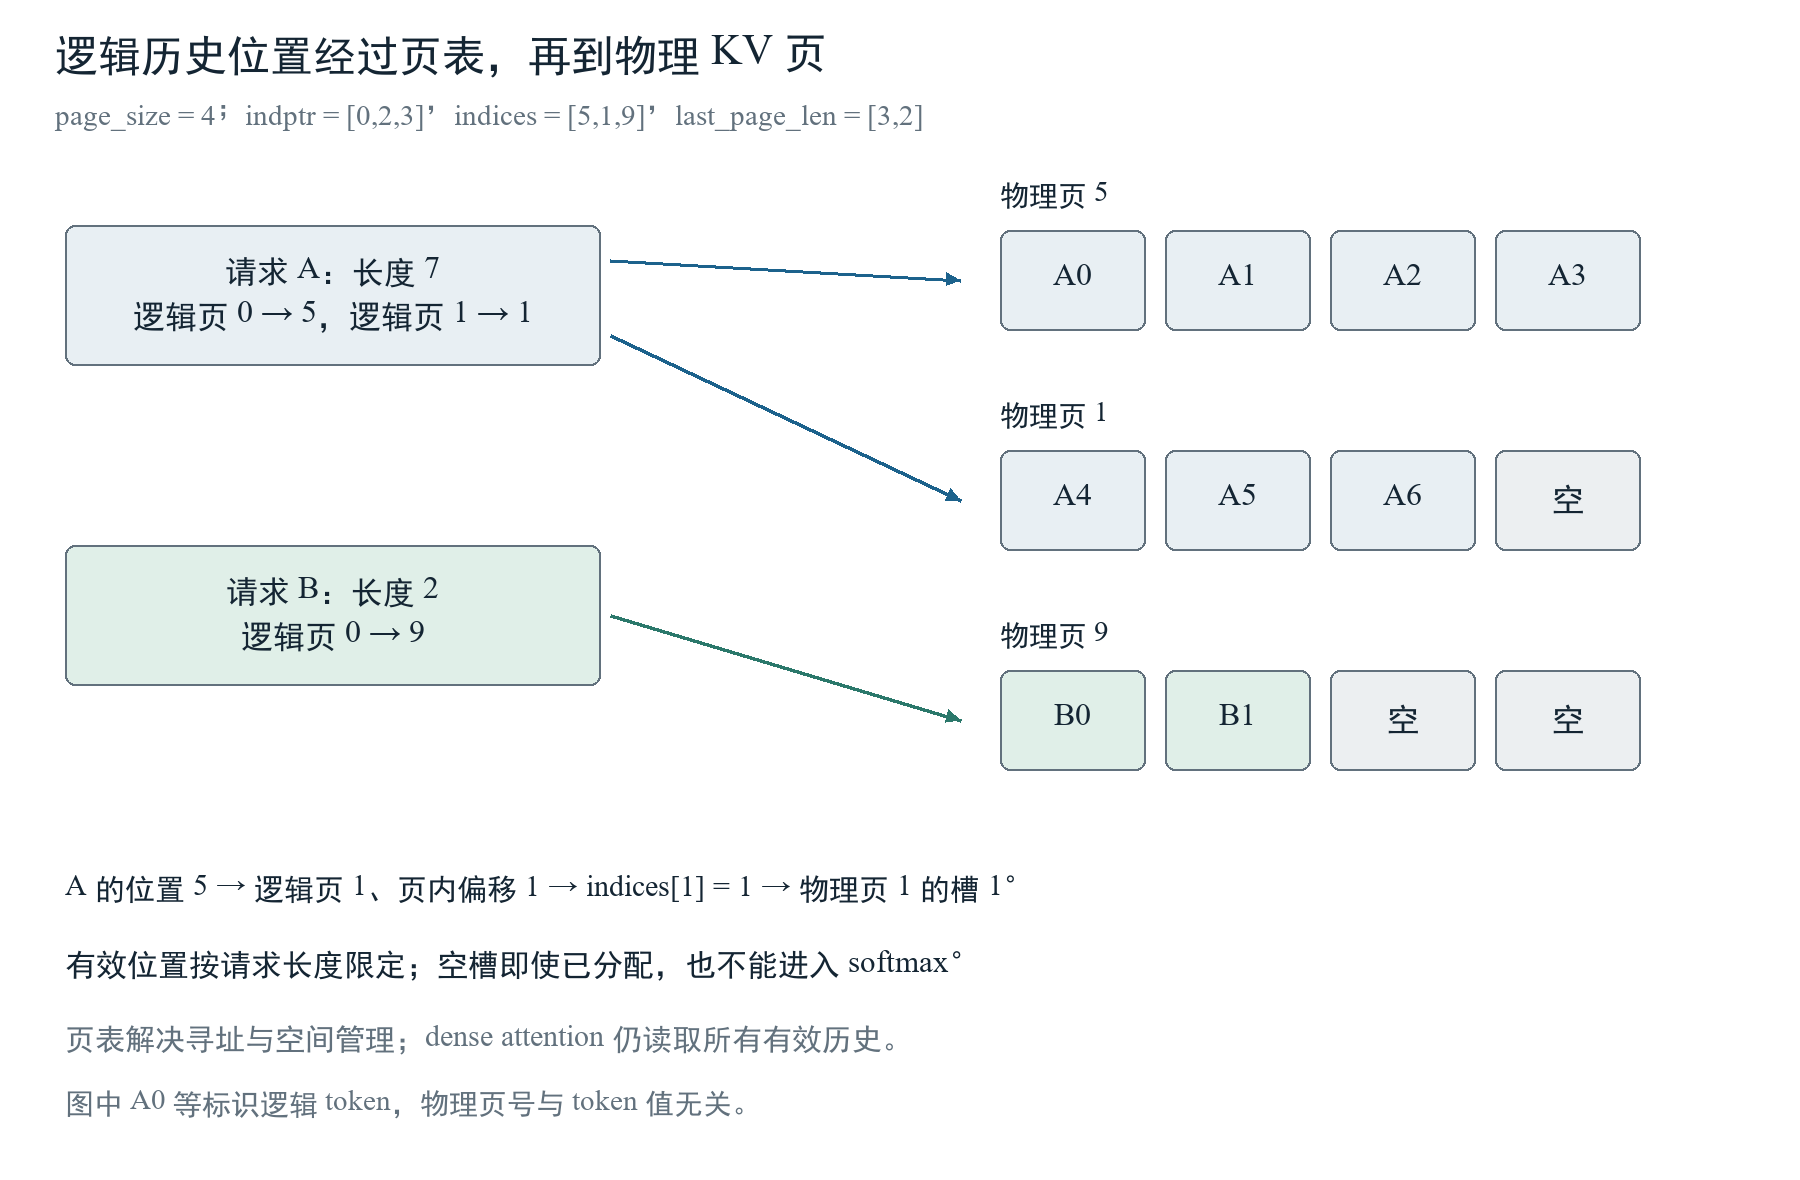 逻辑历史位置经过页表，再到物理 KV 页
page_size = 4；indptr = [0,2,3]，indices = [5,1,9]，last_page_len = [3,2]
物理页 5
请求 A：长度 7
逻辑页 0 → 5，逻辑页 1 → 1
A0 A1 A2 A3
物理页 1
A4 A5 A6 空
请求 B：长度 2
逻辑页 0 → 9
物理页 9
B0 B1 空 空
A 的位置 5 → 逻辑页 1、页内偏移 1 → indices[1] = 1 → 物理页 1 的槽 1。
有效位置按请求长度限定；空槽即使已分配，也不能进入 softmax。
页表解决寻址与空间管理；dense attention 仍读取所有有效历史。
图中 A0 等标识逻辑 token，物理页号与 token 值无关。